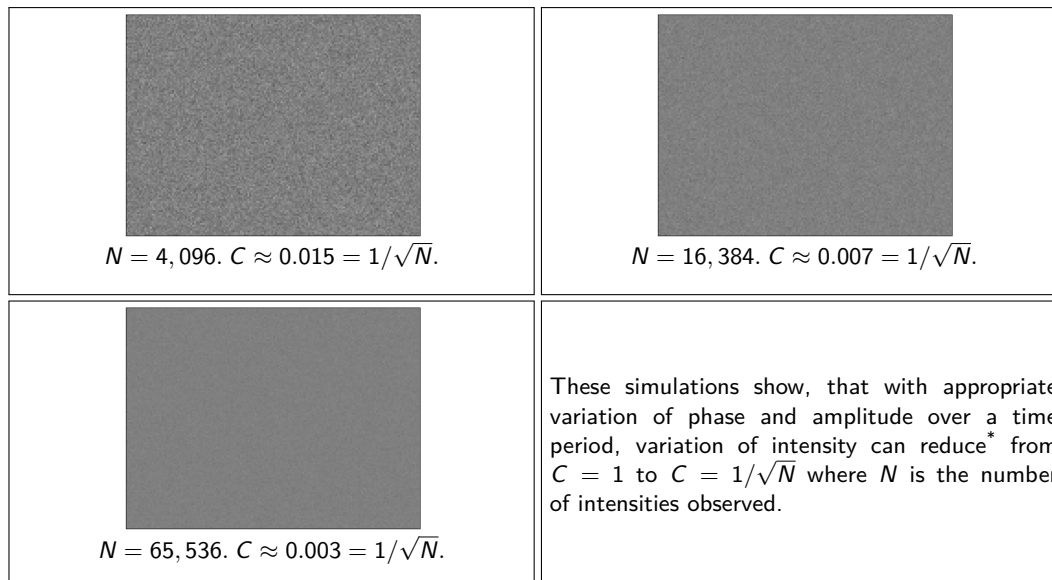 N = 4, 096. C ≈ 0.015 = 1/√N.
N = 16, 384. C ≈ 0.007 = 1/√N.
N = 65, 536. C ≈ 0.003 = 1/√N.
These simulations show, that with appropriate
variation of phase and amplitude over a time
period, variation of intensity can reduce* from
C = 1 to C = 1/√N where N is the number
of intensities observed.